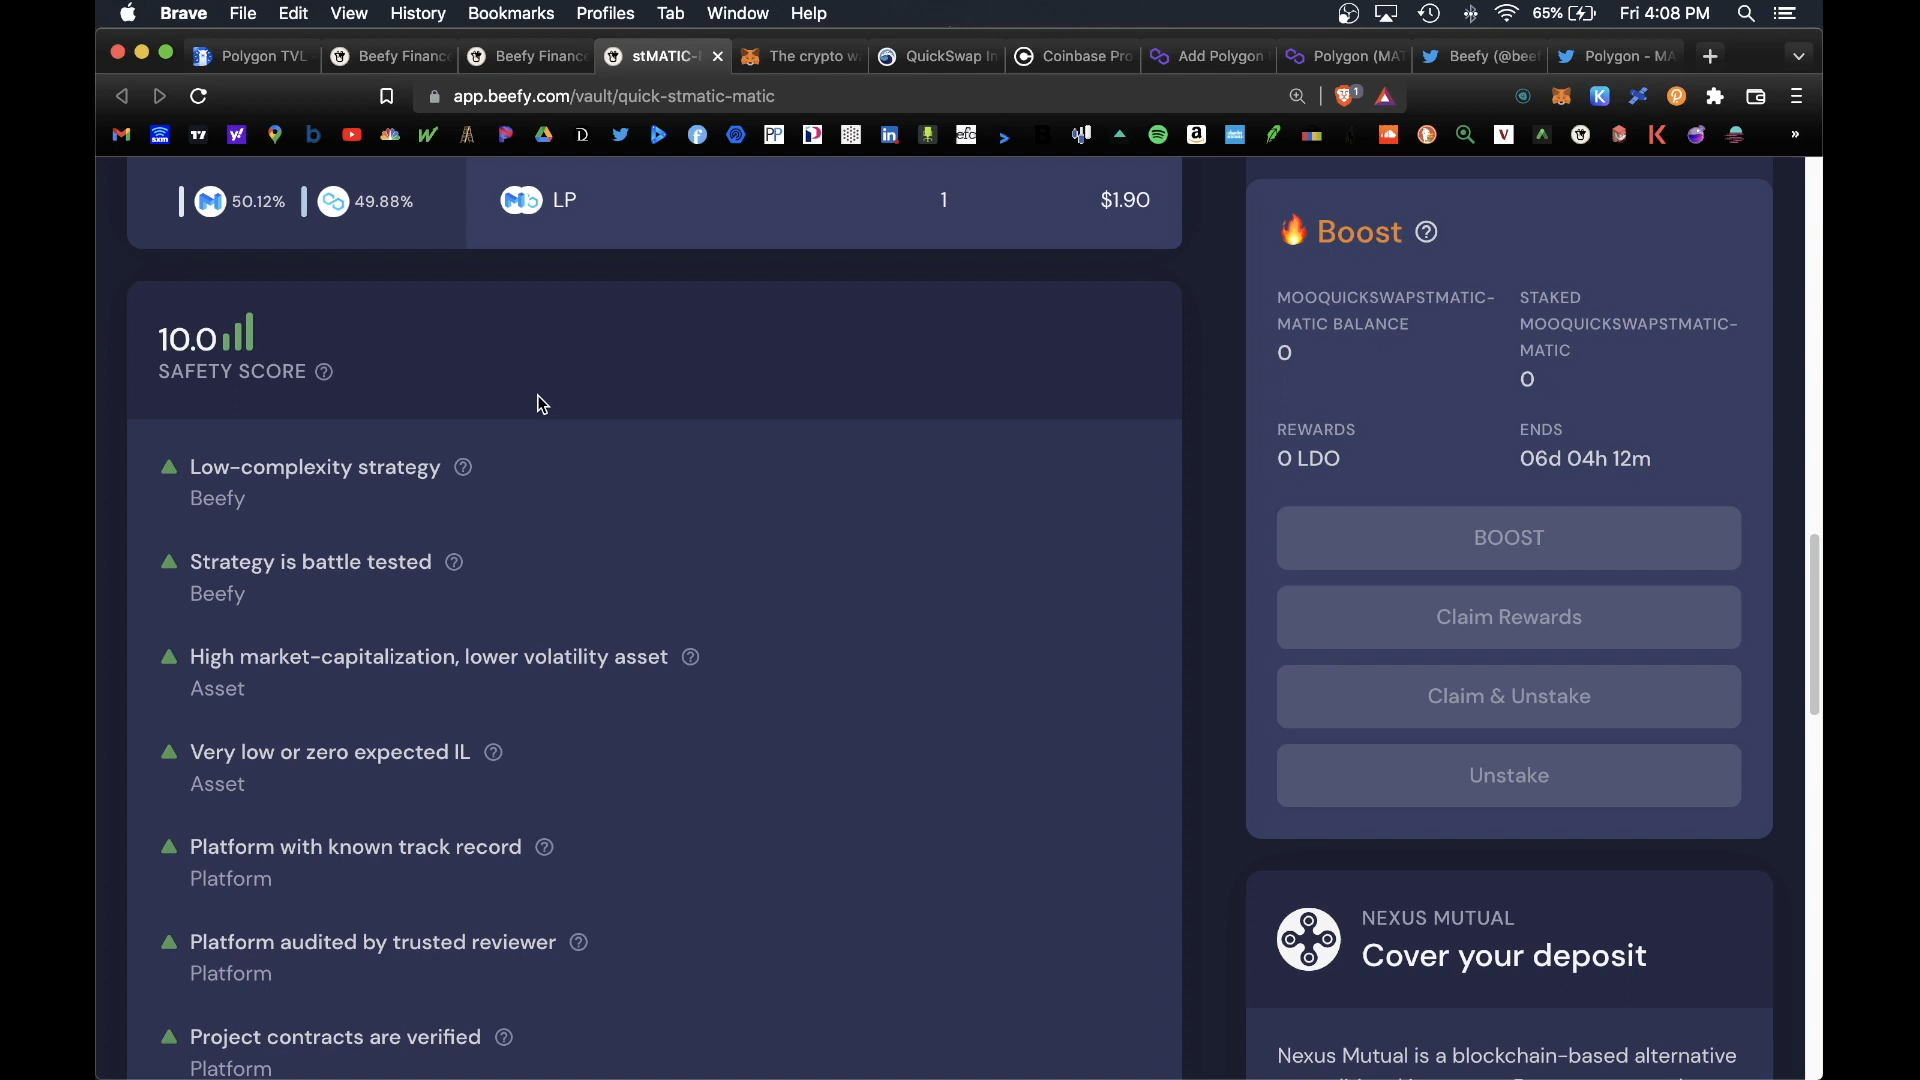 Brave File Edit View History Bookmarks Profiles Tab Window Help
65% Fri 4:08 PM
Polygon TVL Beefy Finance Beefy Finance stMATIC- The crypto w QuickSwap In Coinbase Pro Add Polygon Polygon (MAT Beefy (@beef Polygon - MA
app.beefy.com/vault/quick-stmatic-matic
1
50.12% 49.88%
LP 1 $1.90
10.0
SAFETY SCORE
Low-complexity strategy
Beefy
Strategy is battle tested
Beefy
High market-capitalization, lower volatility asset
Asset
Very low or zero expected IL
Asset
Platform with known track record
Platform
Platform audited by trusted reviewer
Platform
Project contracts are verified
Platform
Boost
MOOQUICKSWAPSTMATIC-
MATIC BALANCE
0
STAKED
MOOQUICKSWAPSTMATIC-
MATIC
0
REWARDS
0 LDO
ENDS
06d 04h 12m
BOOST
Claim Rewards
Claim & Unstake
Unstake
NEXUS MUTUAL
Cover your deposit
Nexus Mutual is a blockchain-based alternative